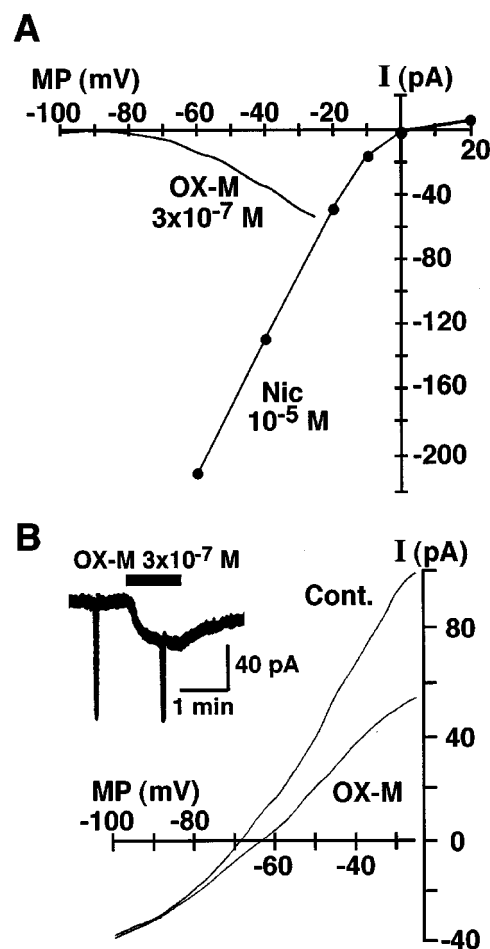 A
MP (mV)
I (pA)
-100 -80 -60 -40 -20
20
OX-M
3x10⁻⁷ M
-40
-80
-120
Nic
10⁻⁵ M
-160
-200
B
OX-M 3x10⁻⁷ M
I (pA)
Cont.
80
40 pA
1 min
40
MP (mV)
OX-M
-100 -80
0
-60 -40
-40